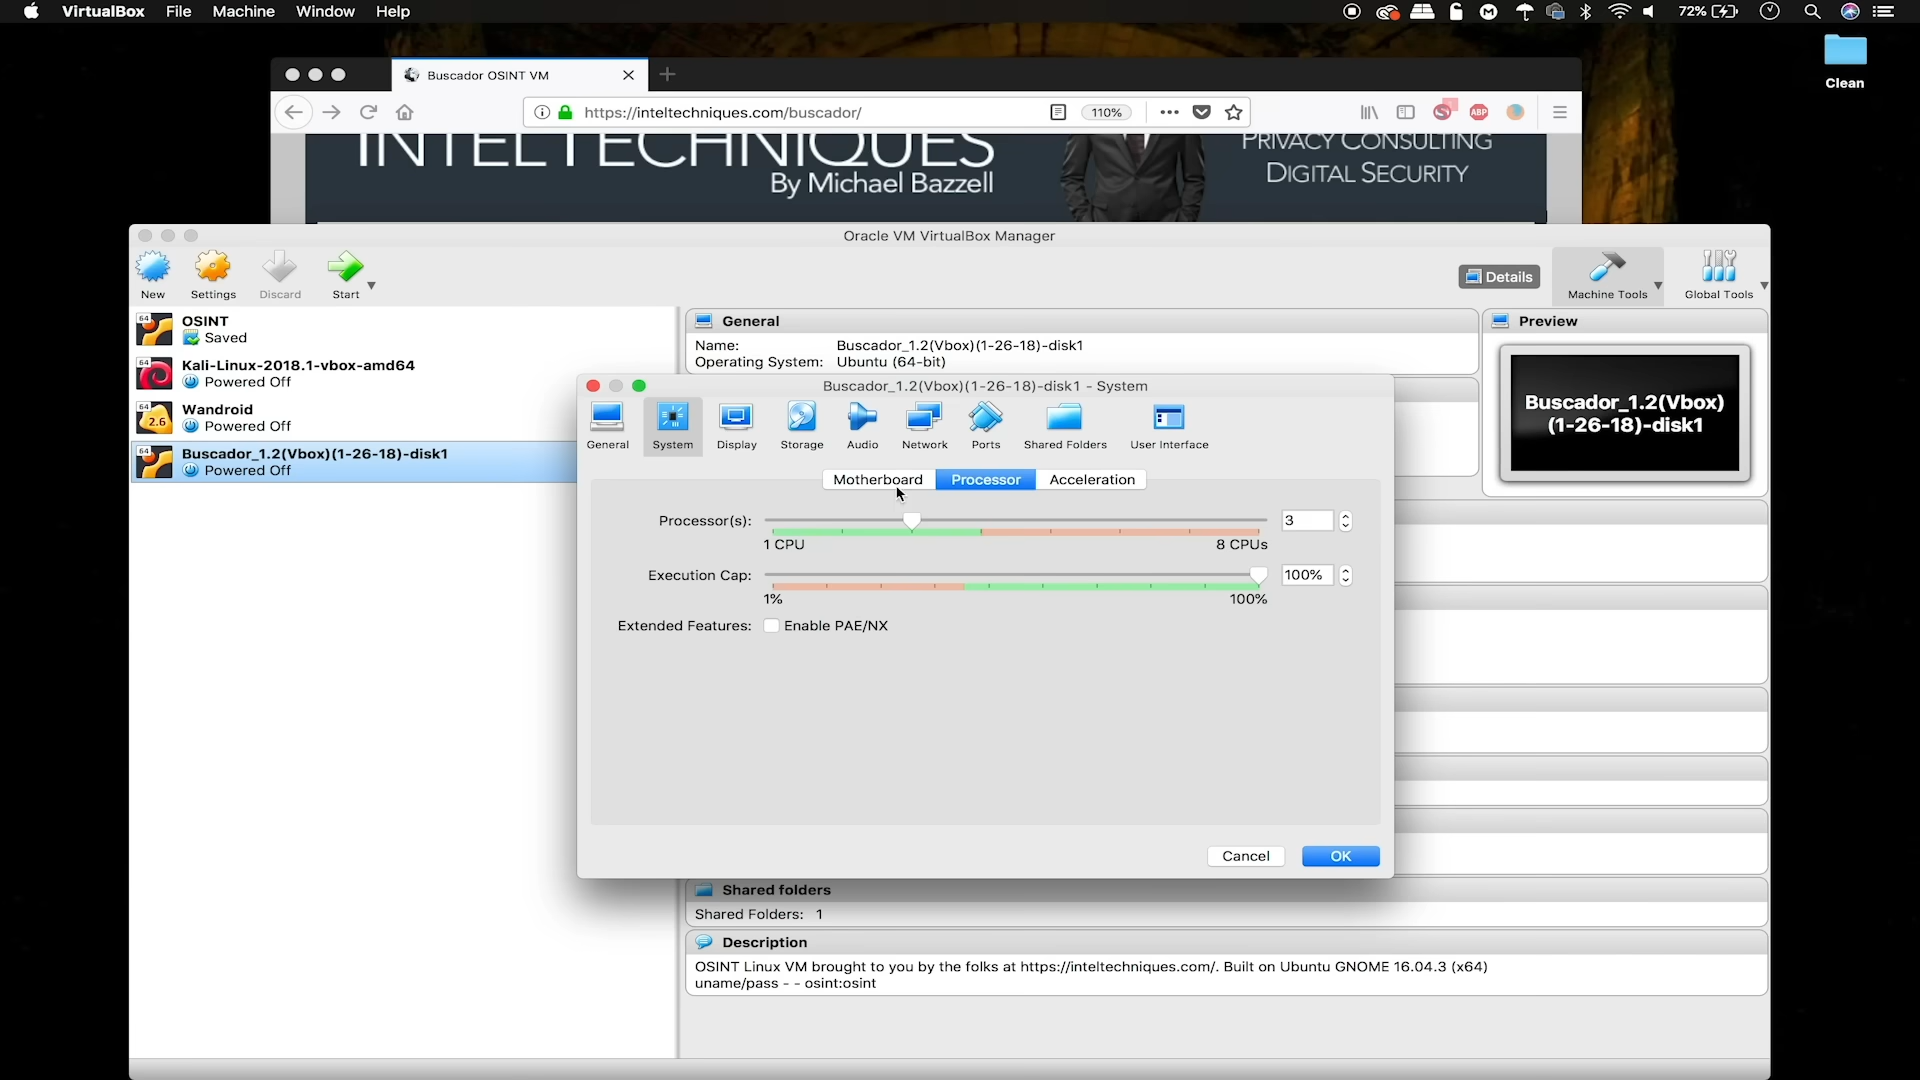 VirtualBox File Machine Window Help
72%
Clean
Buscador OSINT VM
https://inteltechniques.com/buscador/
110%
ABP
INTELTECHNIQUES
By Michael Bazzell
PRIVACY CONSULTING
DIGITAL SECURITY
Oracle VM VirtualBox Manager
New
Settings
Discard
Start
Details
Machine Tools
Global Tools
64
OSINT
Saved
64
Kali-Linux-2018.1-vbox-amd64
Powered Off
64
2.6
Wandroid
Powered Off
64
Buscador_1.2(Vbox)(1-26-18)-disk1
Powered Off
General
Name: Buscador_1.2(Vbox)(1-26-18)-disk1
Operating System: Ubuntu (64-bit)
Preview
Buscador_1.2(Vbox)
(1-26-18)-disk1
Buscador_1.2(Vbox)(1-26-18)-disk1 - System
General
System
Display
Storage
Audio
Network
Ports
Shared Folders
User Interface
Motherboard
Processor
Acceleration
Processor(s):
3
1 CPU
8 CPUs
Execution Cap:
100%
1%
100%
Extended Features:
Enable PAE/NX
Cancel
OK
Shared folders
Shared Folders: 1
Description
OSINT Linux VM brought to you by the folks at https://inteltechniques.com/. Built on Ubuntu GNOME 16.04.3 (x64)
uname/pass - - osint:osint